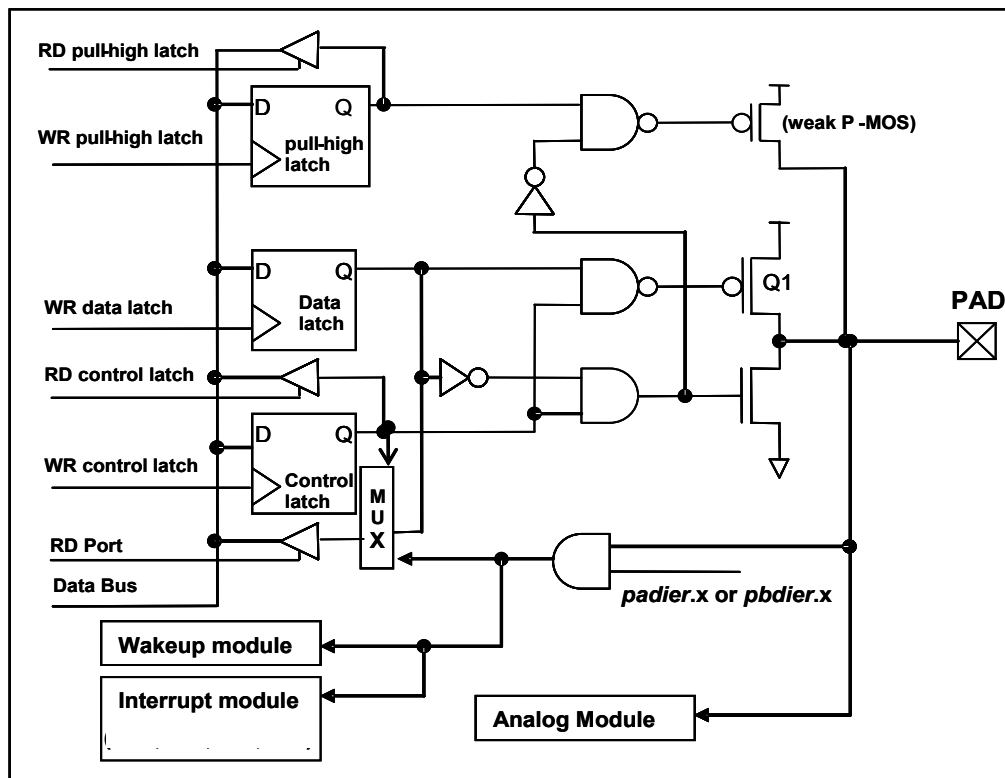 RD pull-high latch
D
Q
WR pull-high latch
pull-high
latch
(weak P -MOS)
D
Q
Data
latch
WR data latch
Q1
PAD
RD control latch
D
Q
WR control latch
Control
latch
MUX
RD Port
Data Bus
padier.x or pbdier.x
Wakeup module
Interrupt module
Analog Module